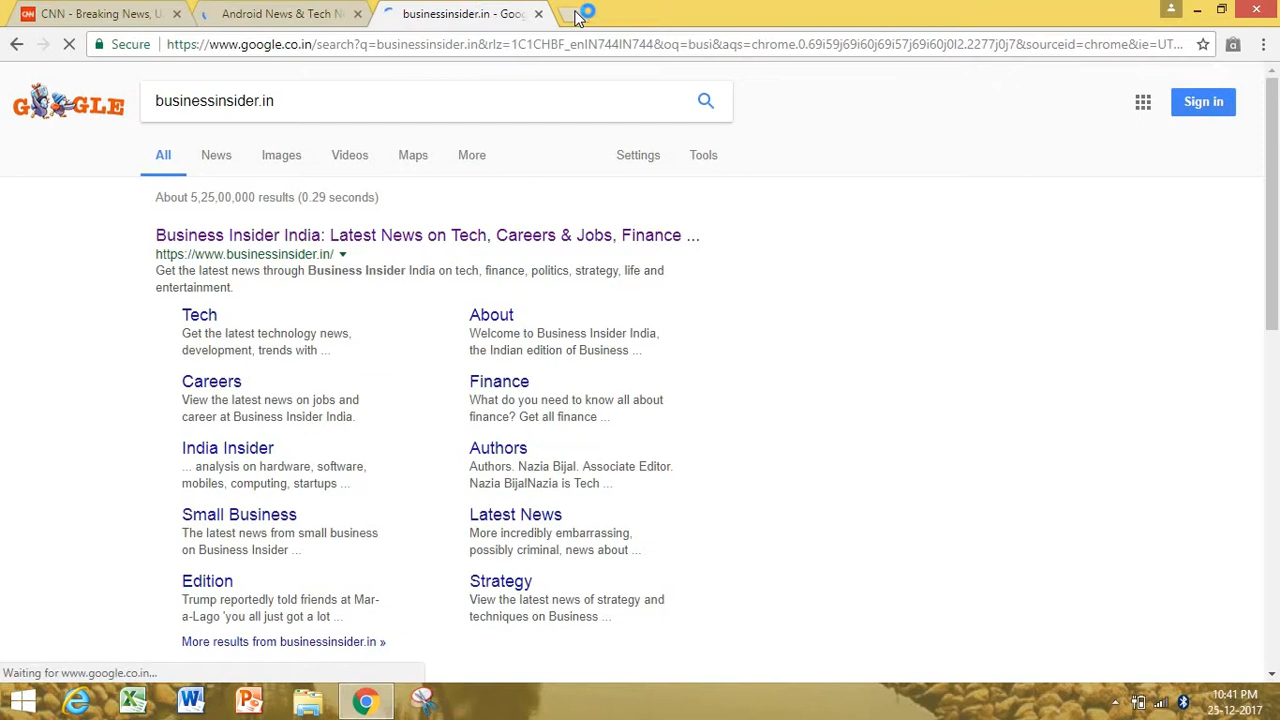 CNN - Breaking News, U
Android News & Tech N
businessinsider.in - Goog
Secure
https://www.google.co.in/search?q=businessinsider.in&rlz=1C1CHBF_enIN744IN744&oq=busi&aqs=chrome.0.69i59j69i60j69i57j69i60j0l2.2277j0j7&sourceid=chrome&ie=UT...
GOOGLE
businessinsider.in
Sign in
All
News
Images
Videos
Maps
More
Settings
Tools
About 5,25,00,000 results (0.29 seconds)
Business Insider India: Latest News on Tech, Careers & Jobs, Finance ...
https://www.businessinsider.in/
Get the latest news through Business Insider India on tech, finance, politics, strategy, life and
entertainment.
Tech
Get the latest technology news,
development, trends with ...
About
Welcome to Business Insider India,
the Indian edition of Business ...
Careers
View the latest news on jobs and
career at Business Insider India.
Finance
What do you need to know all about
finance? Get all finance ...
India Insider
... analysis on hardware, software,
mobiles, computing, startups ...
Authors
Authors. Nazia Bijal. Associate Editor.
Nazia BijalNazia is Tech ...
Small Business
The latest news from small business
on Business Insider ...
Latest News
More incredibly embarrassing,
possibly criminal, news about ...
Edition
Trump reportedly told friends at Mar-
a-Lago 'you all just got a lot ...
Strategy
View the latest news of strategy and
techniques on Business ...
More results from businessinsider.in »
Waiting for www.google.co.in...
10:41 PM
25-12-2017